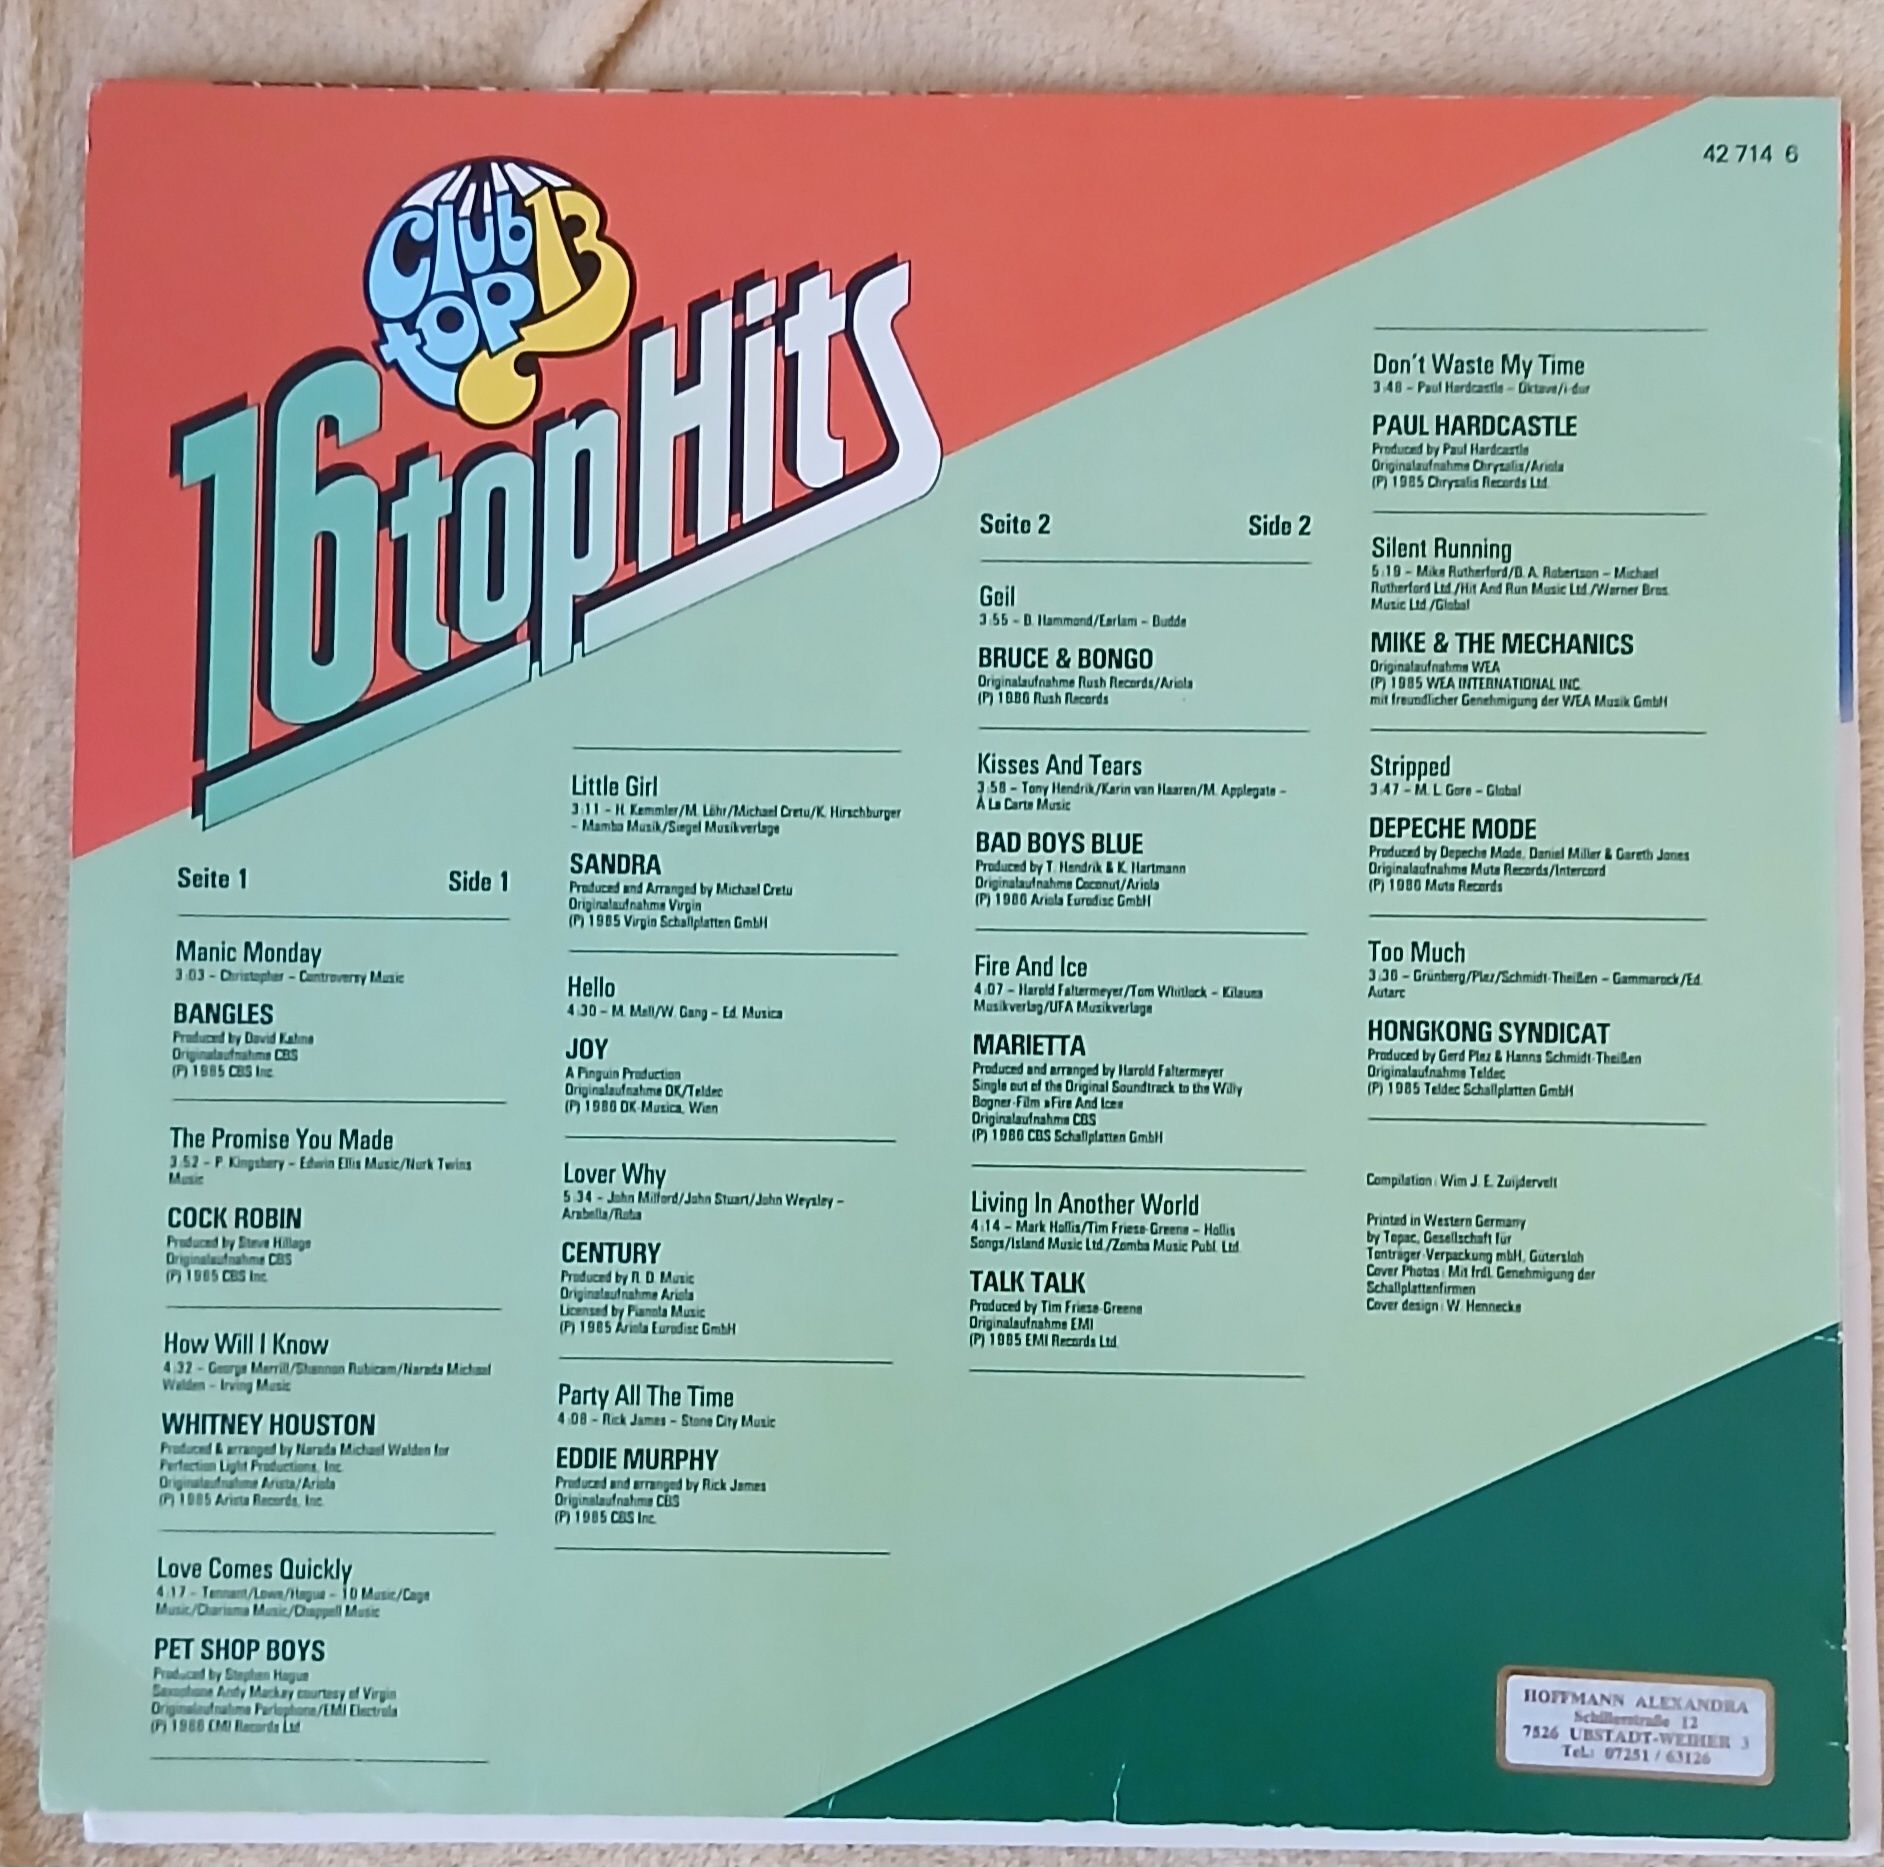 42 714 6
Club
top 13
16 top Hits
Seite 1 Side 1
Manic Monday
3:03 – Christopher – Controversy Music
BANGLES
Produced by David Kahne
Originalaufnahme CBS
(P) 1985 CBS Inc.
The Promise You Made
3:52 – P. Kingsbery – Edwin Ellis Music/Nurk Twins
Music
COCK ROBIN
Produced by Steve Hillage
Originalaufnahme CBS
(P) 1985 CBS Inc.
How Will I Know
4:32 – George Merrill/Shannon Rubicam/Narada Michael
Walden – Irving Music
WHITNEY HOUSTON
Produced & arranged by Narada Michael Walden for
Perfection Light Productions, Inc.
Originalaufnahme Arista/Ariola
(P) 1985 Arista Records, Inc.
Love Comes Quickly
4:17 – Tennant/Lowe/Hague – 10 Music/Cage
Music/Charisma Music/Chappell Music
PET SHOP BOYS
Produced by Stephen Hague
Saxophone Andy Mackay courtesy of Virgin
Originalaufnahme Parlophone/EMI Electrola
(P) 1986 EMI Records Ltd.
Little Girl
3:11 – H. Kemmler/M. Löhr/Michael Cretu/K. Hirschburger
– Mambo Musik/Siegel Musikverlage
SANDRA
Produced and Arranged by Michael Cretu
Originalaufnahme Virgin
(P) 1985 Virgin Schallplatten GmbH
Hello
4:30 – M. Mell/W. Gang – Ed. Musica
JOY
A Pinguin Production
Originalaufnahme OK/Teldec
(P) 1986 OK-Musica, Wien
Lover Why
5:34 – John Milford/John Stuart/John Weysley –
Arabella/Roba
CENTURY
Produced by R. D. Music
Originalaufnahme Ariola
Licensed by Pianola Music
(P) 1985 Ariola Eurodisc GmbH
Party All The Time
4:08 – Rick James – Stone City Music
EDDIE MURPHY
Produced and arranged by Rick James
Originalaufnahme CBS
(P) 1985 CBS Inc.
Seite 2 Side 2
Geil
3:55 – B. Hammond/Earlam – Budde
BRUCE & BONGO
Originalaufnahme Rush Records/Ariola
(P) 1986 Rush Records
Kisses And Tears
3:58 – Tony Hendrik/Karin van Haaren/M. Applegate –
À La Carte Music
BAD BOYS BLUE
Produced by T. Hendrik & K. Hartmann
Originalaufnahme Coconut/Ariola
(P) 1986 Ariola Eurodisc GmbH
Fire And Ice
4:07 – Harold Faltermeyer/Tom Whitlock – Kilauea
Musikverlag/UFA Musikverlage
MARIETTA
Produced and arranged by Harold Faltermeyer
Single out of the Original Soundtrack to the Willy
Bogner-Film »Fire And Ice«
Originalaufnahme CBS
(P) 1986 CBS Schallplatten GmbH
Living In Another World
4:14 – Mark Hollis/Tim Friese-Greene – Hollis
Songs/Island Music Ltd./Zomba Music Publ. Ltd.
TALK TALK
Produced by Tim Friese-Greene
Originalaufnahme EMI
(P) 1985 EMI Records Ltd.
Don't Waste My Time
3:48 – Paul Hardcastle – Oktave/i-dur
PAUL HARDCASTLE
Produced by Paul Hardcastle
Originalaufnahme Chrysalis/Ariola
(P) 1985 Chrysalis Records Ltd.
Silent Running
5:19 – Mike Rutherford/B. A. Robertson – Michael
Rutherford Ltd./Hit And Run Music Ltd./Warner Bros.
Music Ltd./Global
MIKE & THE MECHANICS
Originalaufnahme WEA
(P) 1985 WEA INTERNATIONAL INC.
mit freundlicher Genehmigung der WEA Musik GmbH
Stripped
3:47 – M. L. Gore – Global
DEPECHE MODE
Produced by Depeche Mode, Daniel Miller & Gareth Jones
Originalaufnahme Mute Records/Intercord
(P) 1986 Mute Records
Too Much
3:36 – Grünberg/Plez/Schmidt-Theißen – Gammarock/Ed.
Autarc
HONGKONG SYNDICAT
Produced by Gerd Plez & Hanns Schmidt-Theißen
Originalaufnahme Teldec
(P) 1985 Teldec Schallplatten GmbH
Compilation: Wim J. E. Zuijdervelt
Printed in Western Germany
by Topac, Gesellschaft für
Tonträger-Verpackung mbH, Gütersloh
Cover Photos: Mit frdl. Genehmigung der
Schallplattenfirmen
Cover design: W. Hennecke
HOFFMANN ALEXANDRA
Schillerstraße 12
7526 UBSTADT-WEIHER 3
Tel.: 07251 / 63126